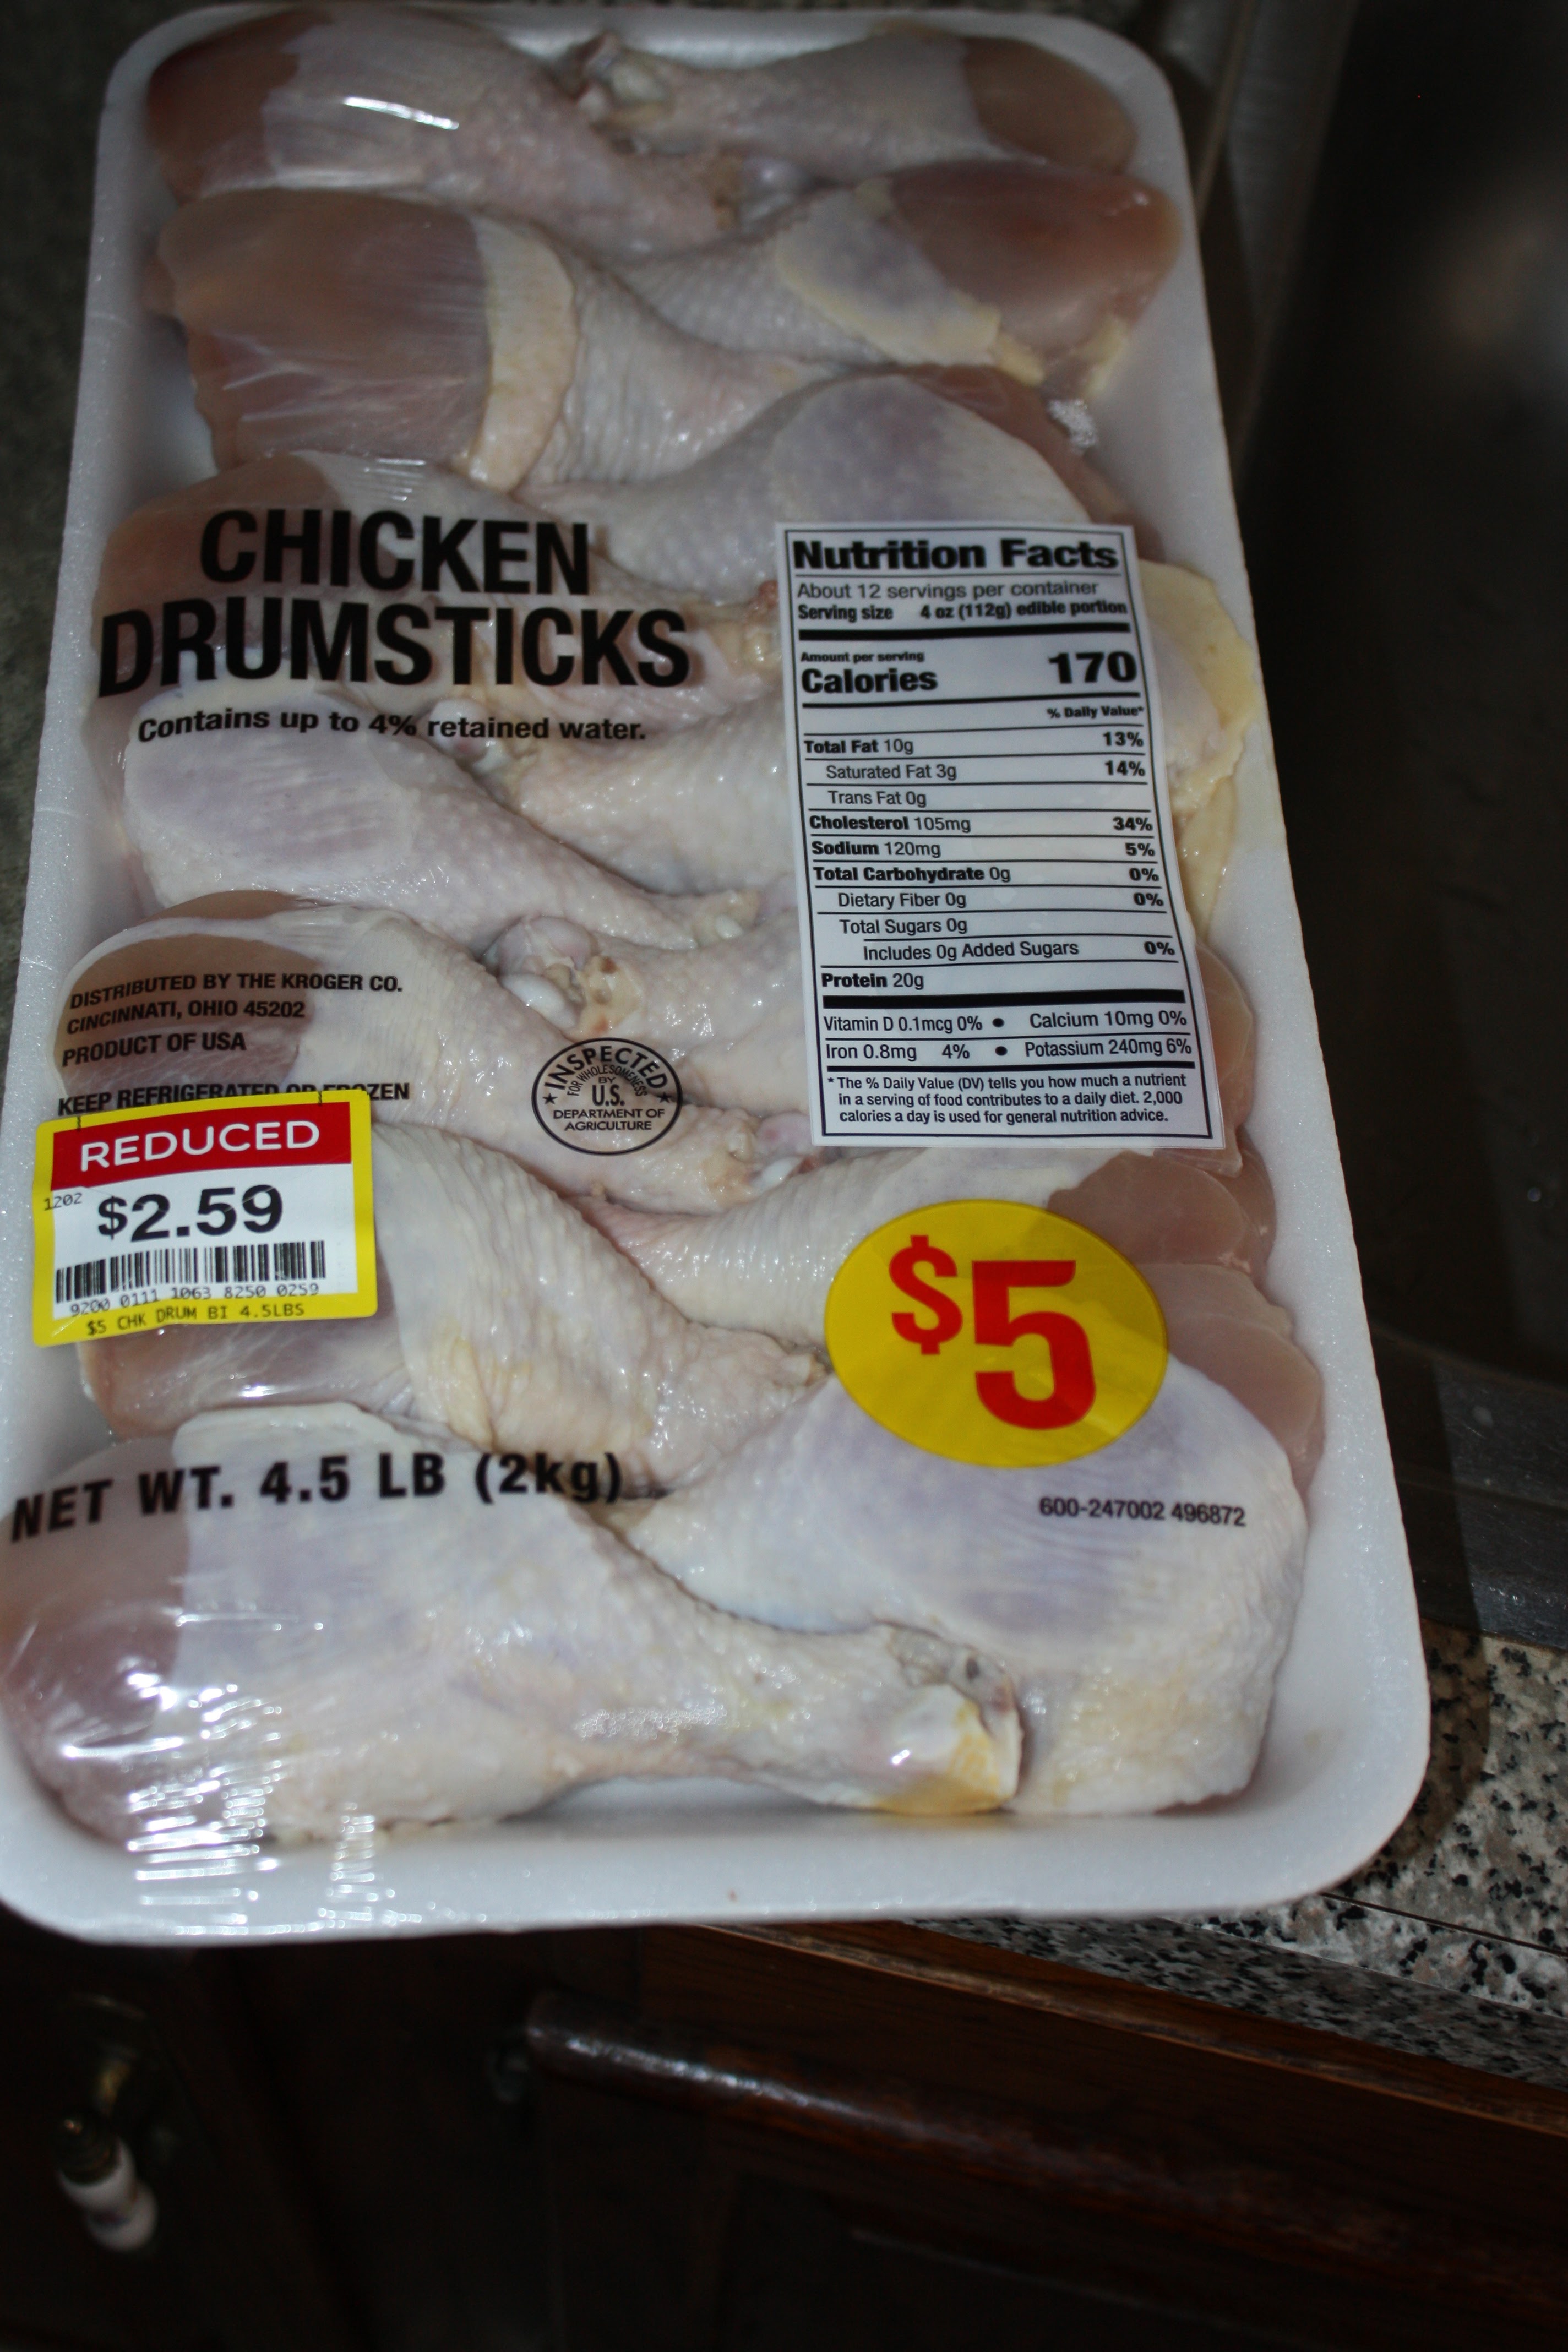 CHICKEN
DRUMSTICKS
Contains up to 4% retained water.
Nutrition Facts
About 12 servings per container
Serving size 4 oz (112g) edible portion
Amount per serving
Calories 170
% Daily Value*
Total Fat 10g 13%
Saturated Fat 3g 14%
Trans Fat 0g
Cholesterol 105mg 34%
Sodium 120mg 5%
Total Carbohydrate 0g 0%
Dietary Fiber 0g 0%
Total Sugars 0g
Includes 0g Added Sugars 0%
Protein 20g
Vitamin D 0.1mcg 0% • Calcium 10mg 0%
Iron 0.8mg 4% • Potassium 240mg 6%
* The % Daily Value (DV) tells you how much a nutrient
in a serving of food contributes to a daily diet. 2,000
calories a day is used for general nutrition advice.
DISTRIBUTED BY THE KROGER CO.
CINCINNATI, OHIO 45202
PRODUCT OF USA
KEEP REFRIGERATED OR FROZEN
INSPECTED
FOR WHOLESOMENESS
BY
U.S.
DEPARTMENT OF
AGRICULTURE
REDUCED
1202
$2.59
9200 0111 1063 8250 0259
$5 CHK DRUM BI 4.5LBS
$5
NET WT. 4.5 LB (2kg)
600-247002 496872